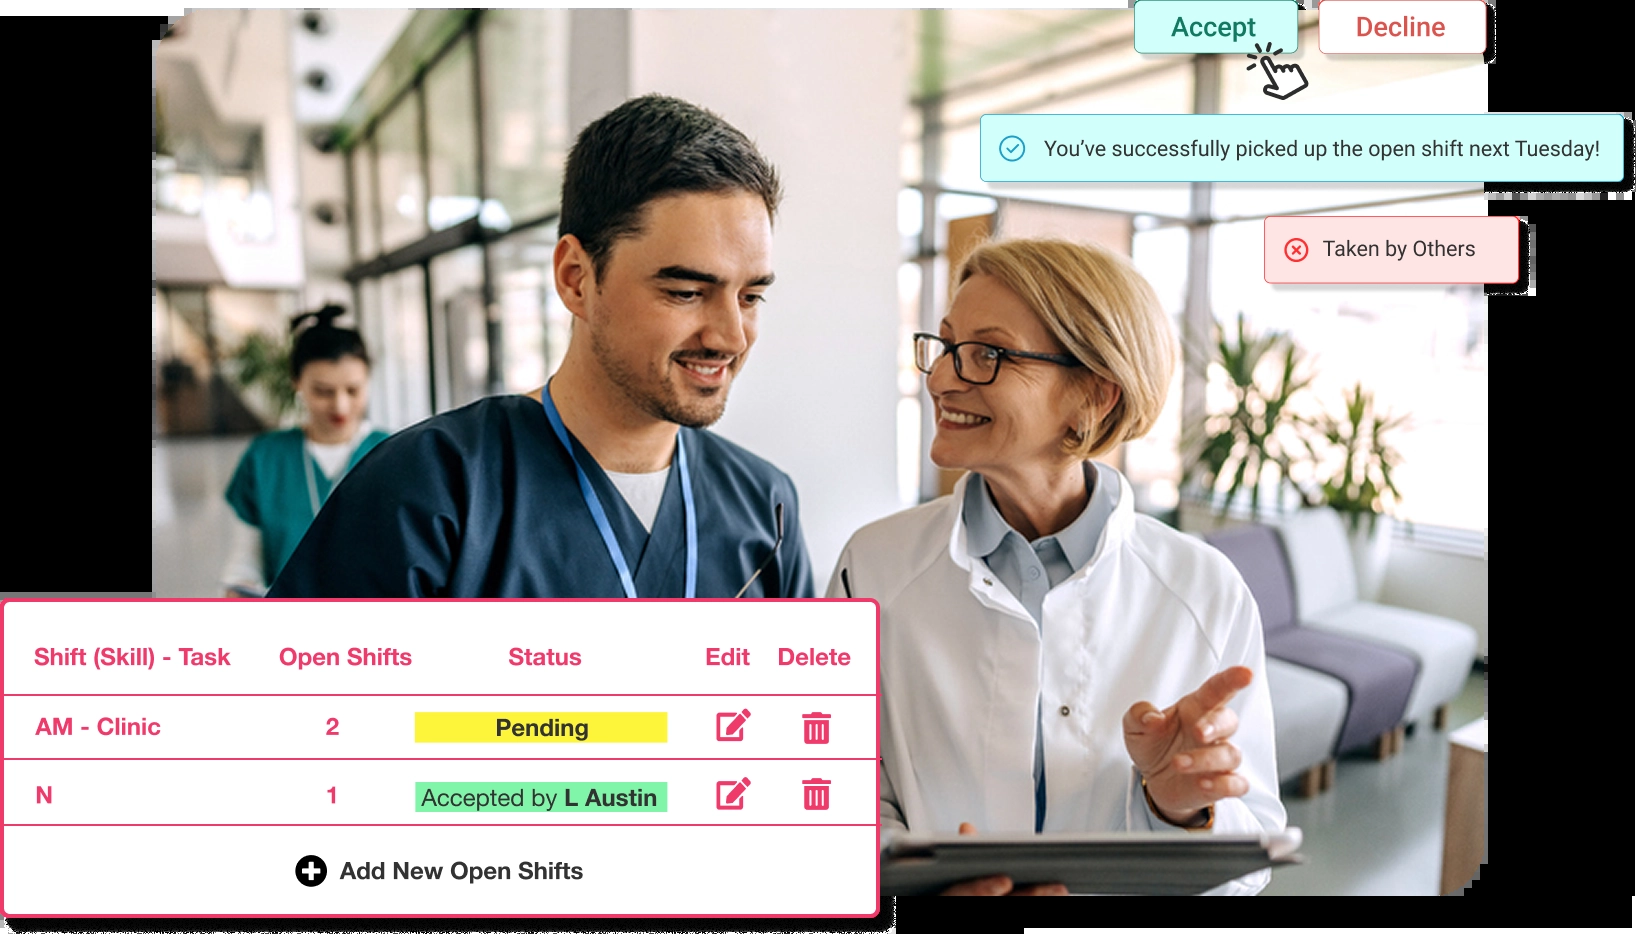 Accept Decline
You’ve successfully picked up the open shift next Tuesday!
Taken by Others
Shift (Skill) - Task Open Shifts Status Edit Delete
AM - Clinic 2 Pending
N 1 Accepted by L Austin
Add New Open Shifts